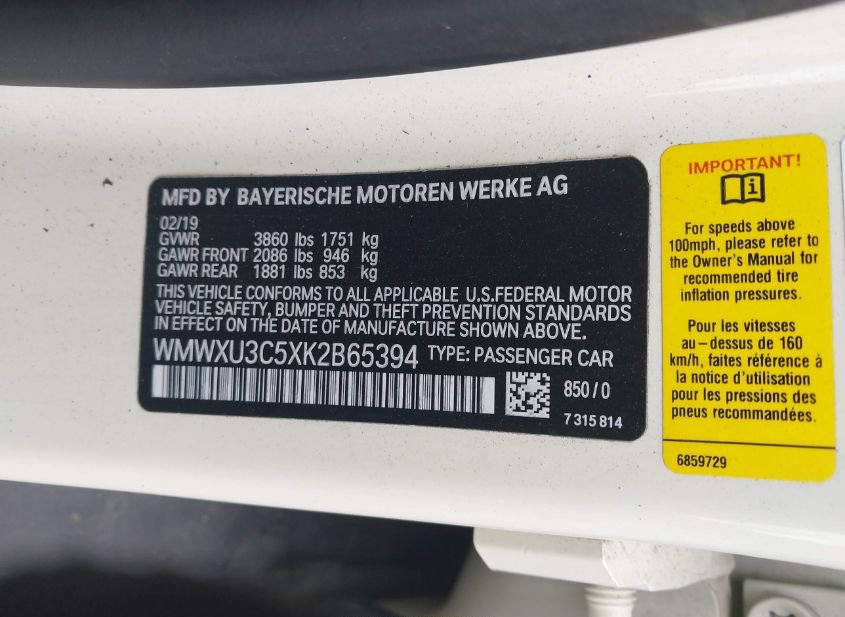 MFD BY BAYERISCHE MOTOREN WERKE AG
02/19
GVWR 3860 lbs 1751 kg
GAWR FRONT 2086 lbs 946 kg
GAWR REAR 1881 lbs 853 kg
THIS VEHICLE CONFORMS TO ALL APPLICABLE U.S.FEDERAL MOTOR
VEHICLE SAFETY, BUMPER AND THEFT PREVENTION STANDARDS
IN EFFECT ON THE DATE OF MANUFACTURE SHOWN ABOVE.
WMWXU3C5XK2B65394 TYPE: PASSENGER CAR
850/0
7 315 814
IMPORTANT!
For speeds above
100mph, please refer to
the Owner's Manual for
recommended tire
inflation pressures.
Pour les vitesses
au-dessus de 160
km/h, faites référence à
la notice d'utilisation
pour les pressions des
pneus recommandées.
6859729